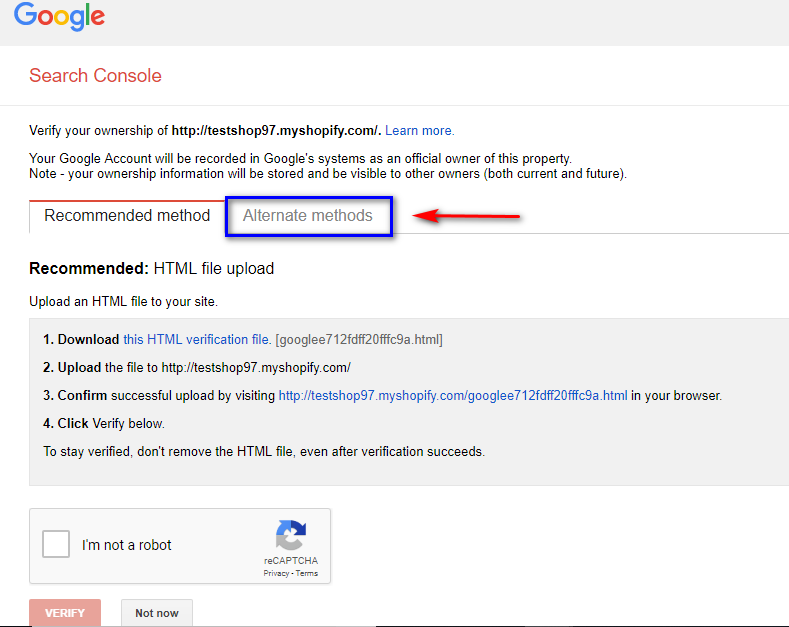 Google
Search Console
Verify your ownership of http://testshop97.myshopify.com/. Learn more.
Your Google Account will be recorded in Google's systems as an official owner of this property.
Note - your ownership information will be stored and be visible to other owners (both current and future).
Recommended method Alternate methods
Recommended: HTML file upload
Upload an HTML file to your site.
1. Download this HTML verification file. [googlee712fdff20fffc9a.html]
2. Upload the file to http://testshop97.myshopify.com/
3. Confirm successful upload by visiting http://testshop97.myshopify.com/googlee712fdff20fffc9a.html in your browser.
4. Click Verify below.
To stay verified, don't remove the HTML file, even after verification succeeds.
I'm not a robot
reCAPTCHA
Privacy - Terms
VERIFY Not now